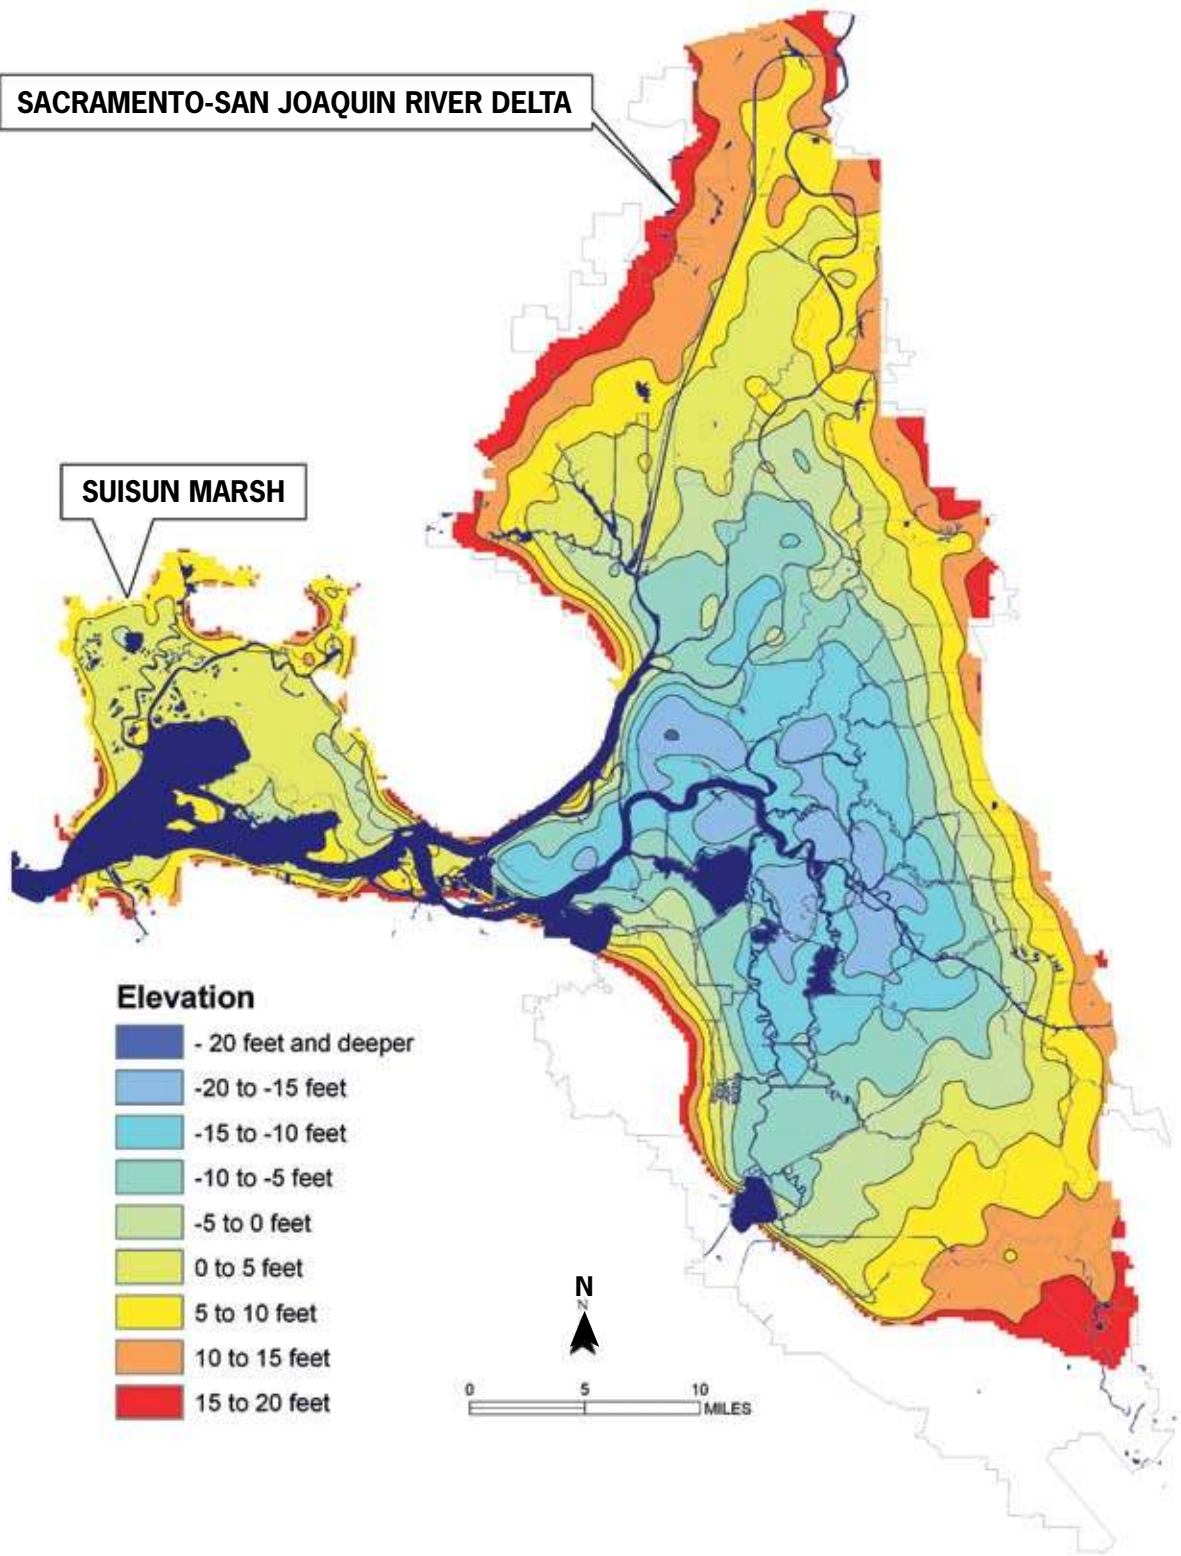 SACRAMENTO-SAN JOAQUIN RIVER DELTA
SUISUN MARSH
Elevation
- 20 feet and deeper
-20 to -15 feet
-15 to -10 feet
-10 to -5 feet
-5 to 0 feet
0 to 5 feet
5 to 10 feet
10 to 15 feet
15 to 20 feet
N
N
0 5 10
MILES